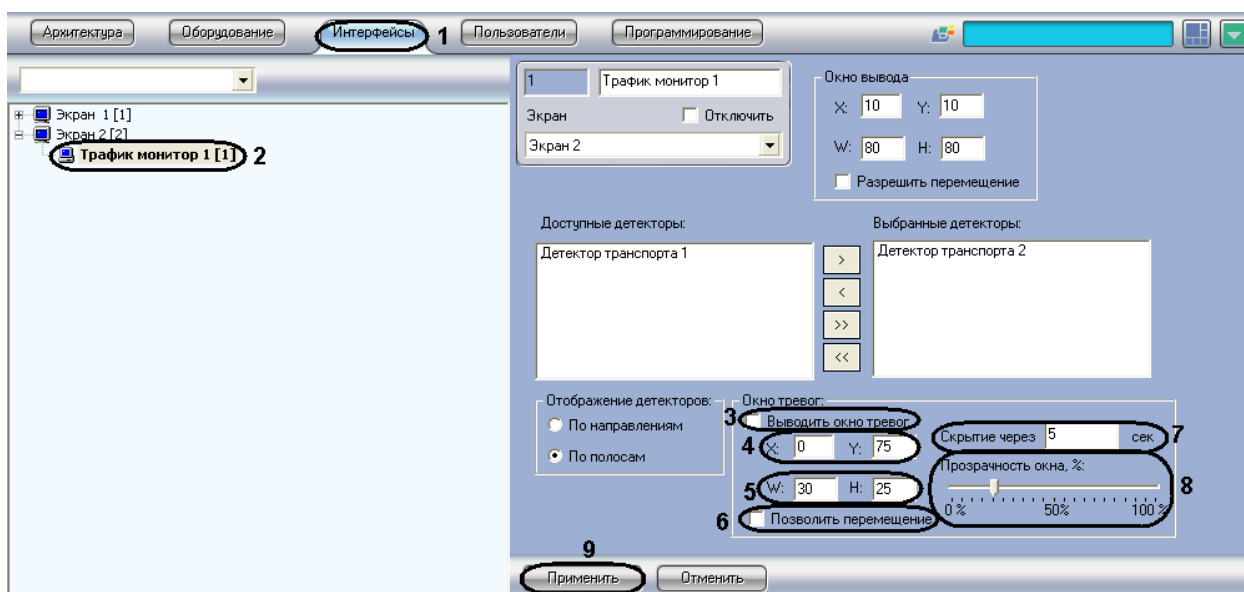 Архитектура Оборудование Интерфейсы 1 Пользователи Программирование
1 Трафик монитор 1
Экран Отключить
Экран 2
Окно вывода
X: 10 Y: 10
W: 80 H: 80
Разрешить перемещение
Экран 1 [1]
Экран 2 [2]
Трафик монитор 1 [1] 2
Доступные детекторы:
Детектор транспорта 1
>
<
>>
<<
Выбранные детекторы:
Детектор транспорта 2
Отображение детекторов:
По направлениям
По полосам
Окно тревог:
3 Выводить окно тревог
4 X: 0 Y: 75
5 W: 30 H: 25
6 Позволить перемещение
Скрытие через 5 сек 7
Прозрачность окна, %:
8
0 % 50% 100 %
9
Применить Отменить